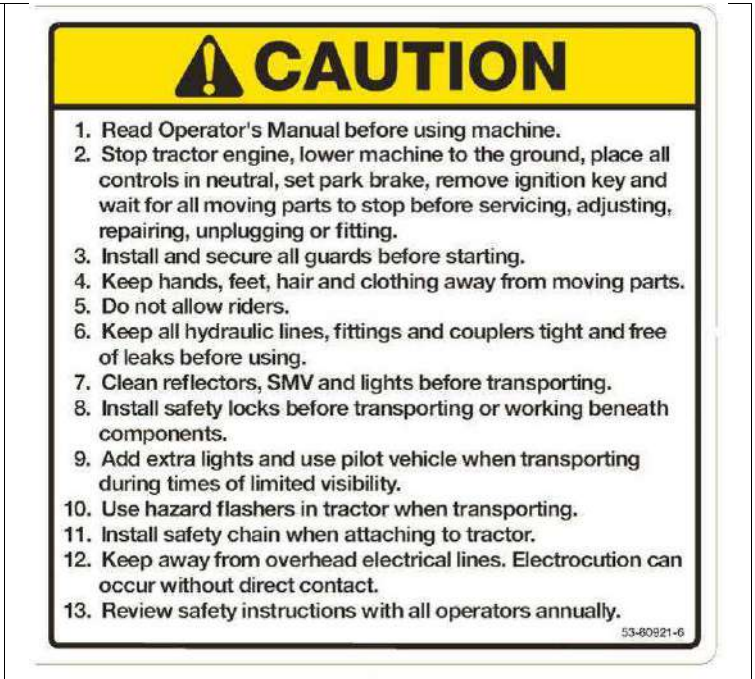 CAUTION
1. Read Operator's Manual before using machine.
2. Stop tractor engine, lower machine to the ground, place all
controls in neutral, set park brake, remove ignition key and
wait for all moving parts to stop before servicing, adjusting,
repairing, unplugging or fitting.
3. Install and secure all guards before starting.
4. Keep hands, feet, hair and clothing away from moving parts.
5. Do not allow riders.
6. Keep all hydraulic lines, fittings and couplers tight and free
of leaks before using.
7. Clean reflectors, SMV and lights before transporting.
8. Install safety locks before transporting or working beneath
components.
9. Add extra lights and use pilot vehicle when transporting
during times of limited visibility.
10. Use hazard flashers in tractor when transporting.
11. Install safety chain when attaching to tractor.
12. Keep away from overhead electrical lines. Electrocution can
occur without direct contact.
13. Review safety instructions with all operators annually.
53-60921-6